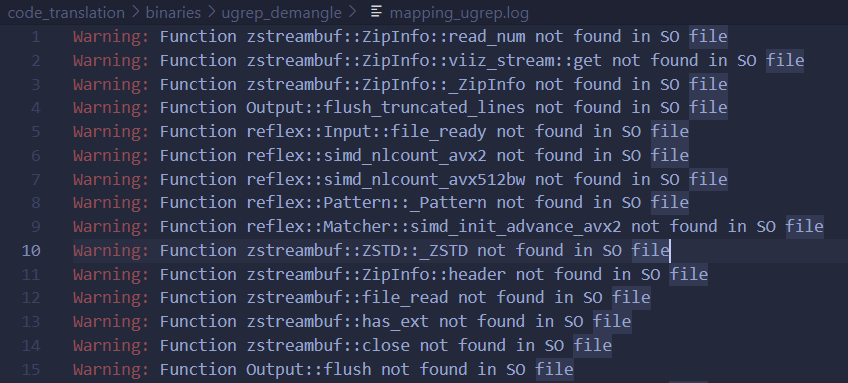 code_translation > binaries > ugrep_demangle > mapping_ugrep.log
1 Warning: Function zstreambuf::ZipInfo::read_num not found in SO file
2 Warning: Function zstreambuf::ZipInfo::viiz_stream::get not found in SO file
3 Warning: Function zstreambuf::ZipInfo::_ZipInfo not found in SO file
4 Warning: Function Output::flush_truncated_lines not found in SO file
5 Warning: Function reflex::Input::file_ready not found in SO file
6 Warning: Function reflex::simd_nlcount_avx2 not found in SO file
7 Warning: Function reflex::simd_nlcount_avx512bw not found in SO file
8 Warning: Function reflex::Pattern::_Pattern not found in SO file
9 Warning: Function reflex::Matcher::simd_init_advance_avx2 not found in SO file
10 Warning: Function zstreambuf::ZSTD::_ZSTD not found in SO file
11 Warning: Function zstreambuf::ZipInfo::header not found in SO file
12 Warning: Function zstreambuf::file_read not found in SO file
13 Warning: Function zstreambuf::has_ext not found in SO file
14 Warning: Function zstreambuf::close not found in SO file
15 Warning: Function Output::flush not found in SO file